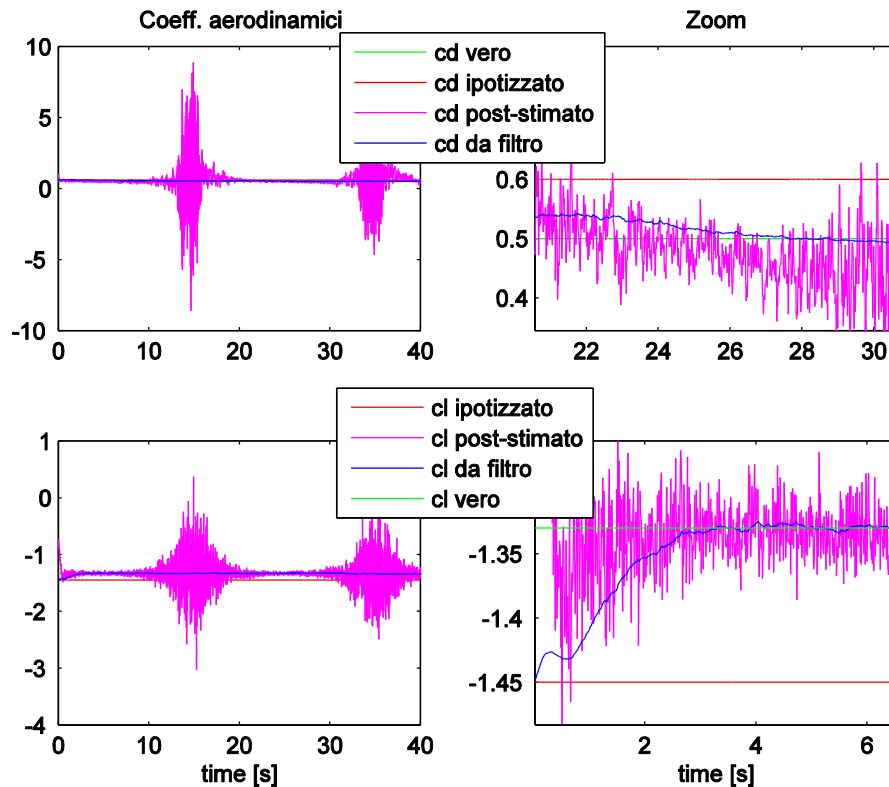 Coeff. aerodinamici
Zoom
cd vero
cd ipotizzato
cd post-stimato
cd da filtro
10
5
0
-5
-10
0
10
20
30
40
0.6
0.5
0.4
22
24
26
28
30
cl ipotizzato
cl post-stimato
cl da filtro
cl vero
1
0
-1
-2
-3
-4
0
10
20
30
40
time [s]
-1.35
-1.4
-1.45
2
4
6
time [s]